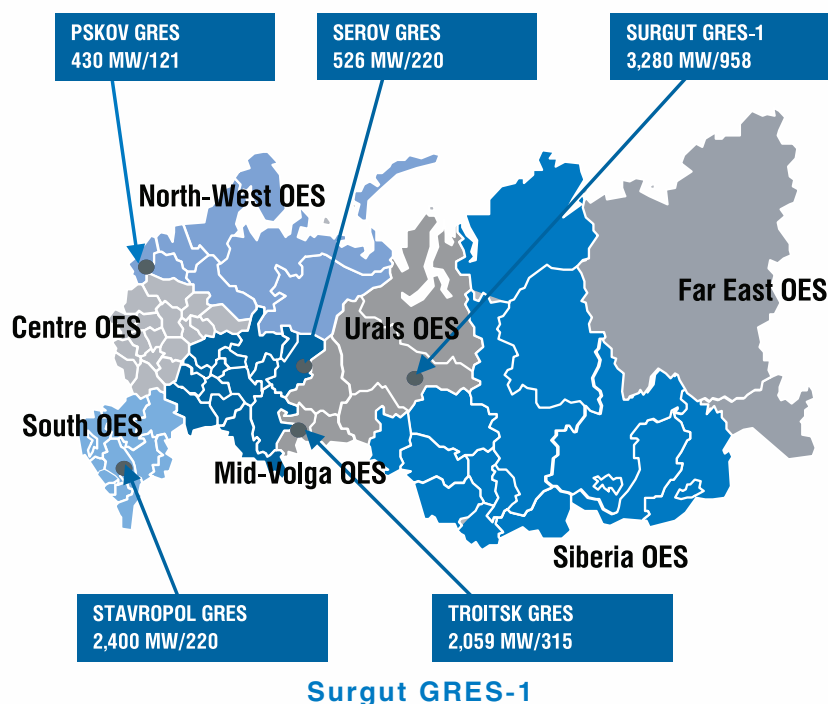 PSKOV GRES
430 MW/121
SEROV GRES
526 MW/220
SURGUT GRES-1
3,280 MW/958
North-West OES
Far East OES
Centre OES
Urals OES
South OES
Mid-Volga OES
Siberia OES
STAVROPOL GRES
2,400 MW/220
TROITSK GRES
2,059 MW/315
Surgut GRES-1